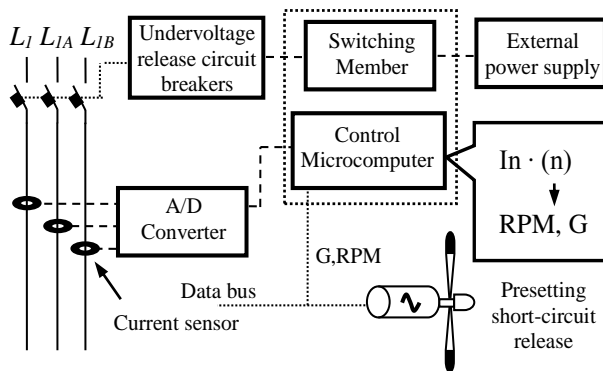 L1 L1A L1B
Undervoltage
release circuit
breakers
Switching
Member
External
power supply
Control
Microcomputer
In · (n)
RPM, G
A/D
Converter
G,RPM
Data bus
Current sensor
Presetting
short-circuit
release